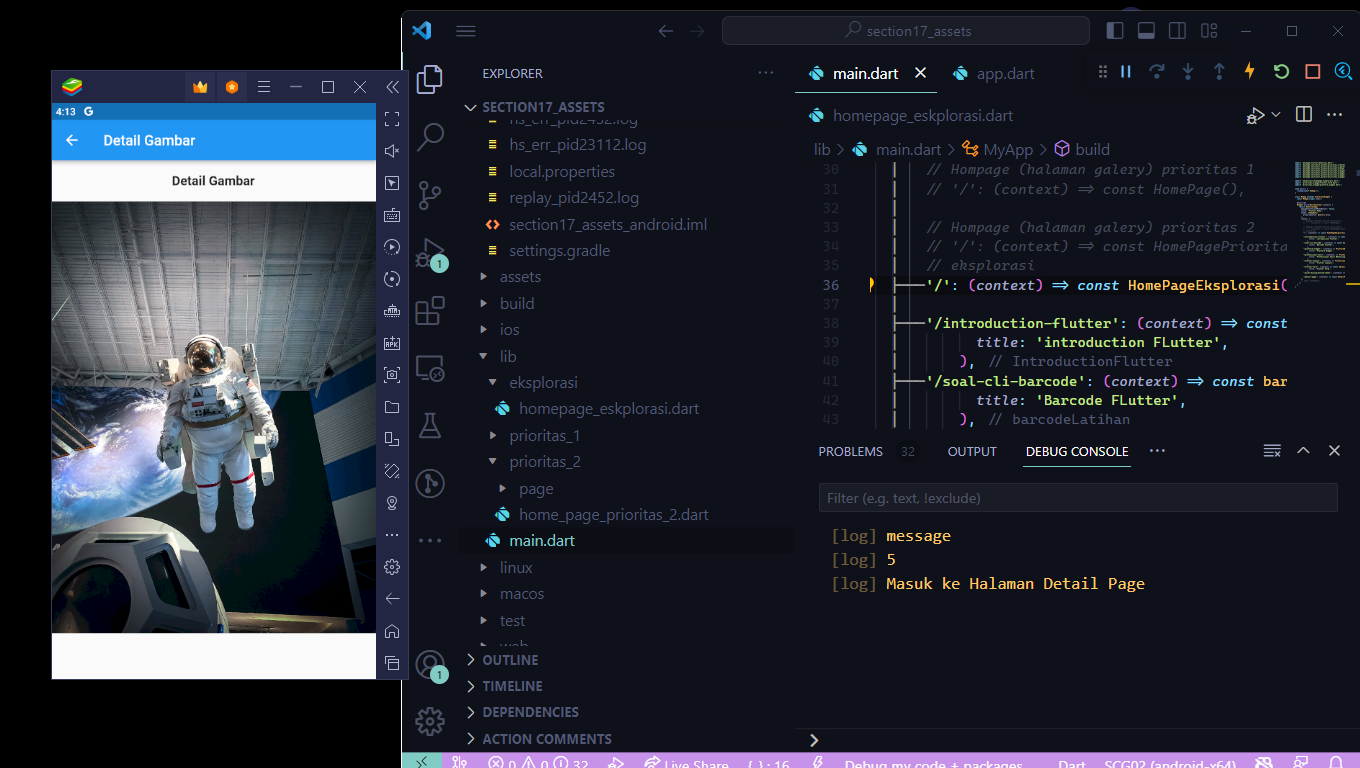 4:13 G
Detail Gambar
Detail Gambar
section17_assets
EXPLORER
SECTION17_ASSETS
hs_err_pid2452.log
hs_err_pid23112.log
local.properties
replay_pid2452.log
section17_assets_android.iml
settings.gradle
assets
build
ios
lib
eksplorasi
homepage_eskplorasi.dart
prioritas_1
prioritas_2
page
home_page_prioritas_2.dart
main.dart
linux
macos
test
web
OUTLINE
TIMELINE
DEPENDENCIES
ACTION COMMENTS
1
1
main.dart
app.dart
homepage_eskplorasi.dart
lib > main.dart > MyApp > build
30 // Hompage (halaman galery) prioritas 1
31 // '/': (context) => const HomePage(),
32
33 // Hompage (halaman galery) prioritas 2
34 // '/': (context) => const HomePagePriorita
35 // eksplorasi
36 '/': (context) => const HomePageEksplorasi(
37
38 '/introduction-flutter': (context) => const
39 title: 'introduction FLutter',
40 ), // IntroductionFlutter
41 '/soal-cli-barcode': (context) => const bar
42 title: 'Barcode FLutter',
43 ), // barcodeLatihan
PROBLEMS 32 OUTPUT DEBUG CONSOLE
Filter (e.g. text, !exclude)
[log] message
[log] 5
[log] Masuk ke Halaman Detail Page
0 0 32 Live Share { } : 16 Debug my code + packages Dart SCG02 (android-x64)